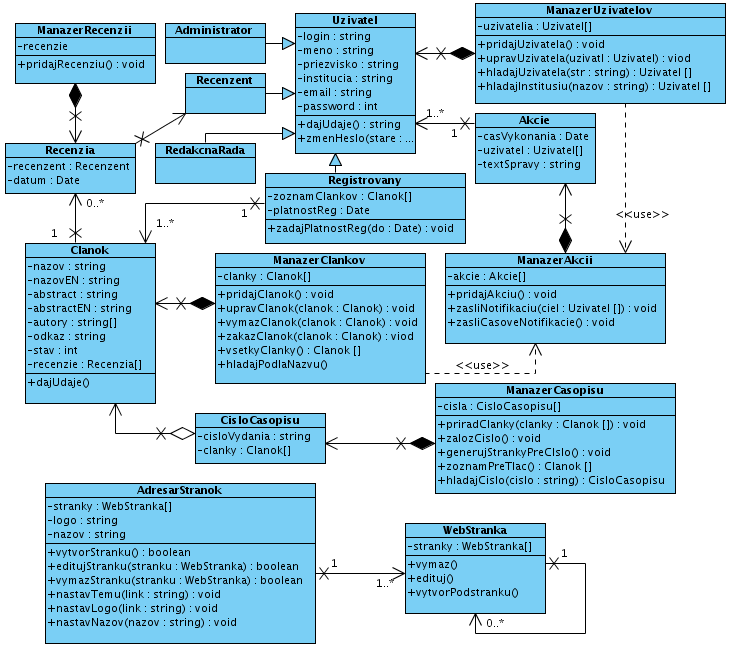 ManazerRecenzii
-recenzie
+pridajRecenziu() : void
Administrator
Uzivatel
-login : string
-meno : string
-priezvisko : string
-institucia : string
-email : string
-password : int
+dajUdaje() : string
+zmenHeslo(stare : ...
ManazerUzivatelov
-uzivatelia : Uzivatel[]
+pridajUzivatela() : void
+upravUzivatela(uzivatl : Uzivatel) : viod
+hladajUzivatela(str : string) : Uzivatel []
+hladajInstitusiu(nazov : string) : Uzivatel []
Recenzent
RedakcnaRada
1..*
1
Akcie
-casVykonania : Date
-uzivatel : Uzivatel[]
-textSpravy : string
<<use>>
Recenzia
-recenzent : Recenzent
-datum : Date
0..*
1
Registrovany
-zoznamClankov : Clanok[]
-platnostReg : Date
+zadajPlatnostReg(do : Date) : void
1
1..*
Clanok
-nazov : string
-nazovEN : string
-abstract : string
-abstractEN : string
-autory : string[]
-odkaz : string
-stav : int
-recenzie : Recenzia[]
+dajUdaje()
ManazerClankov
-clanky : Clanok[]
+pridajClanok() : void
+upravClanok(clanok : Clanok) : void
+vymazClanok(clanok : Clanok) : void
+zakazClanok(clanok : Clanok) : viod
+vsetkyClanky() : Clanok []
+hladajPodlaNazvu()
ManazerAkcii
-akcie : Akcie[]
+pridajAkciu() : void
+zasliNotifikaciu(ciel : Uzivatel []) : void
+zasliCasoveNotifikacie() : void
<<use>>
CisloCasopisu
-cisloVydania : string
-clanky : Clanok[]
ManazerCasopisu
-cisla : CisloCasopisu[]
+priradClanky(clanky : Clanok []) : void
+zalozCislo() : void
+generujStrankyPreCIslo() : void
+zoznamPreTlac() : Clanok []
+hladajCislo(cislo : string) : CisloCasopisu
AdresarStranok
-stranky : WebStranka[]
-logo : string
-nazov : string
+vytvorStranku() : boolean
+editujStranku(stranku : WebStranka) : boolean
+vymazStranku(stranku : WebStranka) : boolean
+nastavTemu(link : string) : void
+nastavLogo(link : string) : void
+nastavNazov(nazov : string) : void
1
1..*
WebStranka
-stranky : WebStranka[]
+vymaz()
+edituj()
+vytvorPodstranku()
1
0..*